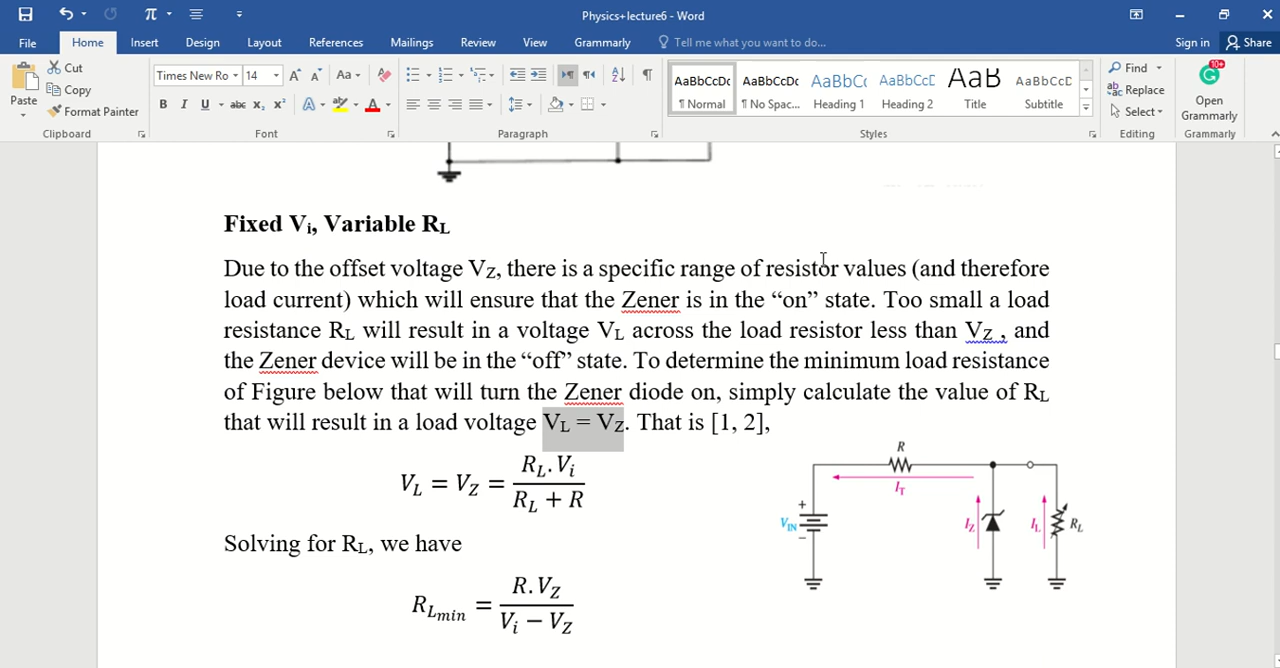 Physics+lecture6 - Word
File Home Insert Design Layout References Mailings Review View Grammarly Tell me what you want to do... Sign in Share
Paste Cut Copy Format Painter
Times New Ro 14
AaBbCcDc AaBbCcDc AaBbCc AaBbCcD AaB AaBbCcD
¶ Normal ¶ No Spac... Heading 1 Heading 2 Title Subtitle
Find Replace Select
10+
Open Grammarly
Clipboard Font Paragraph Styles Editing Grammarly
Fixed Vi, Variable RL
Due to the offset voltage VZ, there is a specific range of resistor values (and therefore
load current) which will ensure that the Zener is in the “on” state. Too small a load
resistance RL will result in a voltage VL across the load resistor less than VZ , and
the Zener device will be in the “off” state. To determine the minimum load resistance
of Figure below that will turn the Zener diode on, simply calculate the value of RL
that will result in a load voltage VL = VZ. That is [1, 2],
VL = VZ = RL.Vi / RL + R
Solving for RL, we have
RLmin = R.VZ / Vi − VZ
R
IT
VIN
+
−
IZ
IL
RL